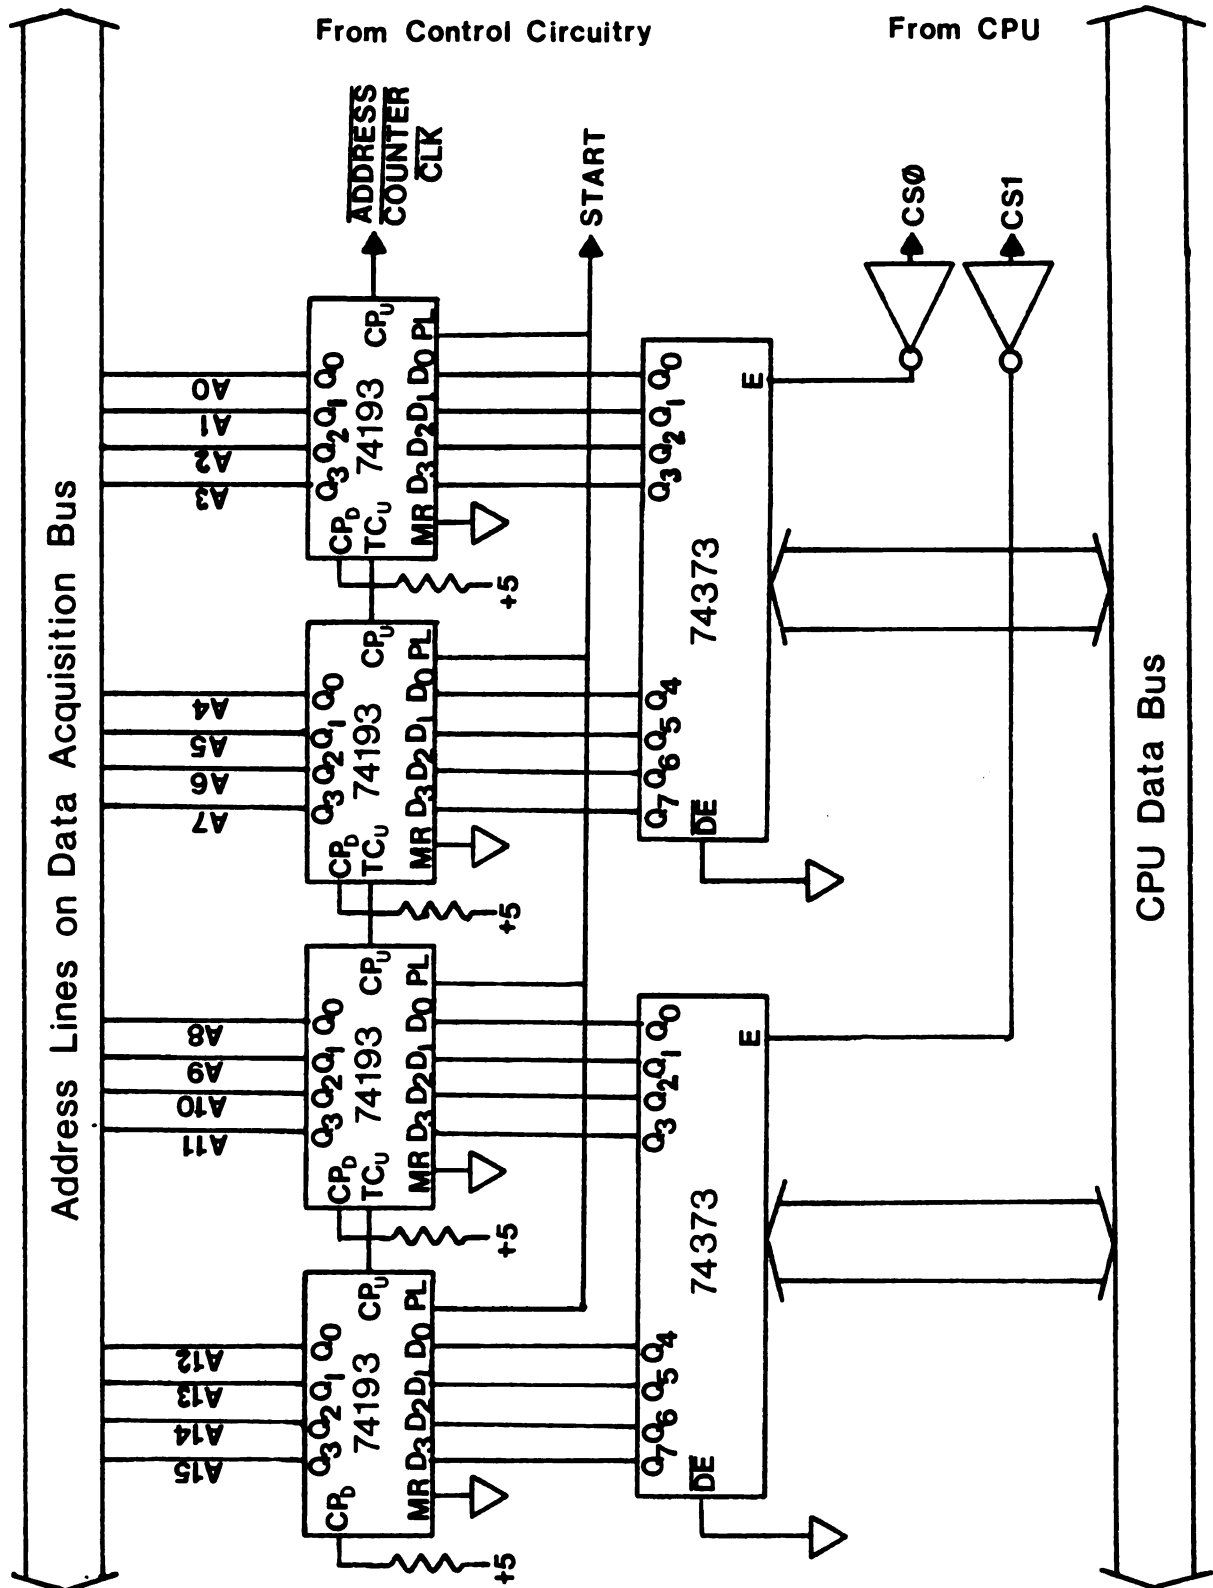 From Control Circuitry
From CPU
Address Lines on Data Acquisition Bus
CPU Data Bus
ADDRESS
COUNTER
CLK
START
CSØ
CS1
A0
A1
A2
A3
Q0
Q1
Q2
Q3
CPU
74193
CPD
TCU
PL
D0
D1
D2
D3
MR
+5
A4
A5
A6
A7
Q0
Q1
Q2
Q3
CPU
74193
CPD
TCU
PL
D0
D1
D2
D3
MR
+5
A8
A9
A10
A11
Q0
Q1
Q2
Q3
CPU
74193
CPD
TCU
PL
D0
D1
D2
D3
MR
+5
A12
A13
A14
A15
Q0
Q1
Q2
Q3
CPU
74193
CPD
PL
D0
D1
D2
D3
MR
+5
Q0
Q1
Q2
Q3
E
74373
Q4
Q5
Q6
Q7
DE
Q0
Q1
Q2
Q3
E
74373
Q4
Q5
Q6
Q7
DE